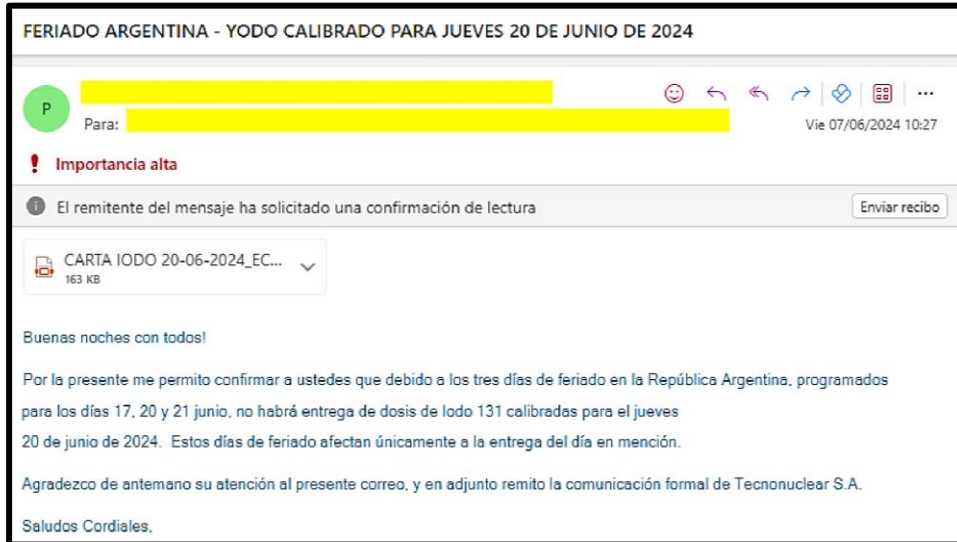 FERIADO ARGENTINA - YODO CALIBRADO PARA JUEVES 20 DE JUNIO DE 2024
P
Para:
Vie 07/06/2024 10:27
Importancia alta
El remitente del mensaje ha solicitado una confirmación de lectura
Enviar recibo
CARTA IODO 20-06-2024_EC...
163 KB
Buenas noches con todos!
Por la presente me permito confirmar a ustedes que debido a los tres días de feriado en la República Argentina, programados
para los días 17, 20 y 21 junio, no habrá entrega de dosis de Iodo 131 calibradas para el jueves
20 de junio de 2024. Estos días de feriado afectan únicamente a la entrega del día en mención.
Agradezco de antemano su atención al presente correo, y en adjunto remito la comunicación formal de Tecnonuclear S.A.
Saludos Cordiales,